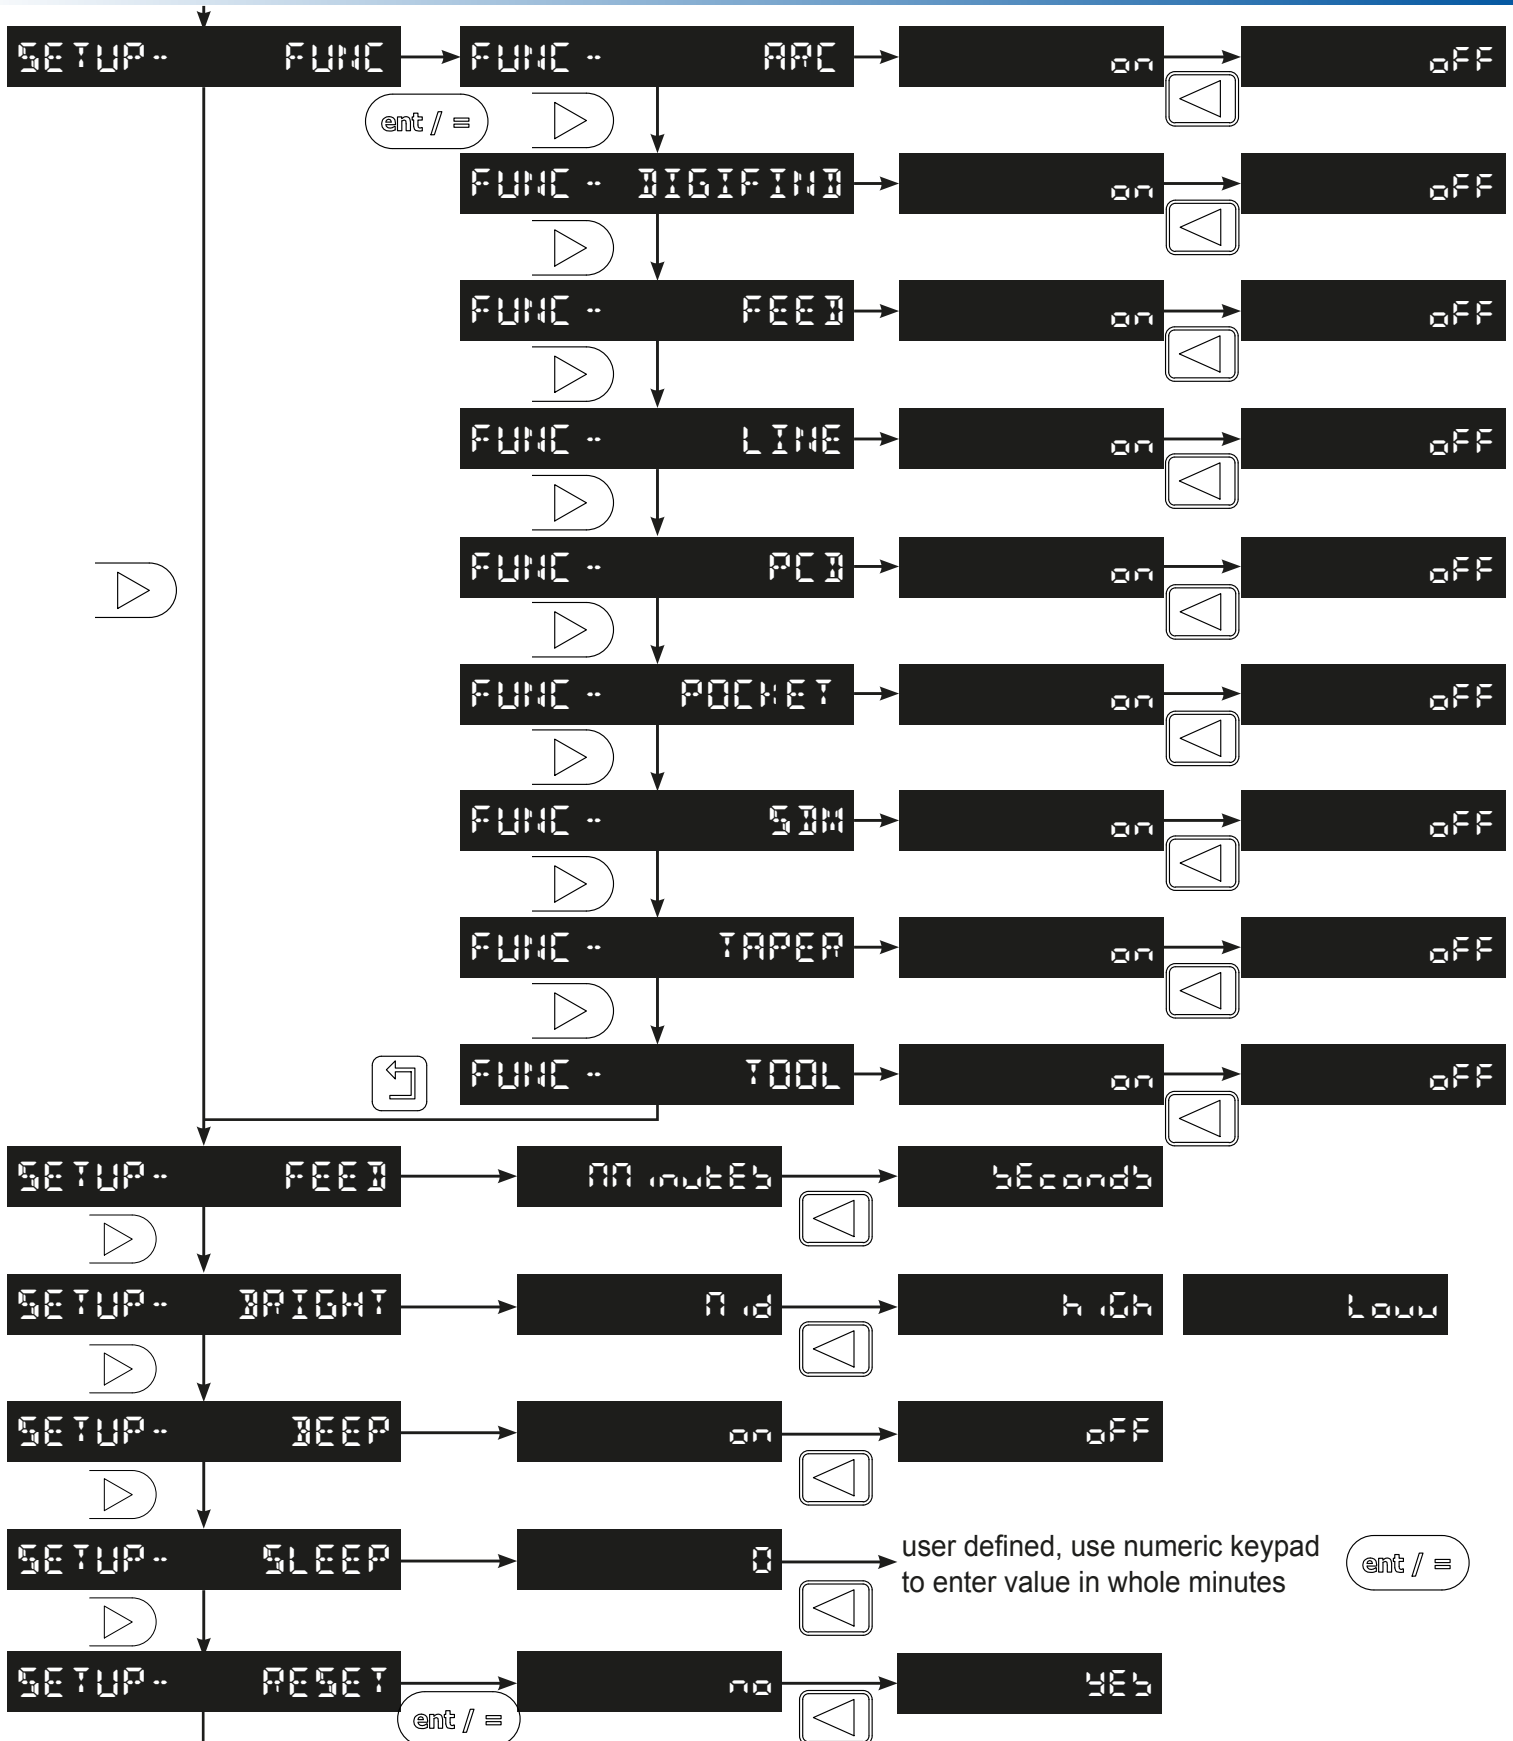 SETUP- FUNC FUNC - ARC on oFF
ent / =
FUNC - DIGIFIND on oFF
FUNC - FEED on oFF
FUNC - LINE on oFF
FUNC - PCD on oFF
FUNC - POCKET on oFF
FUNC - SDM on oFF
FUNC - TAPER on oFF
FUNC - TOOL on oFF
SETUP- FEED MinutES SEcondS
SETUP- BRIGHT Mid hiGh Low
SETUP- BEEP on oFF
SETUP- SLEEP 0 user defined, use numeric keypad
to enter value in whole minutes
ent / =
SETUP- RESET no YES
ent / =